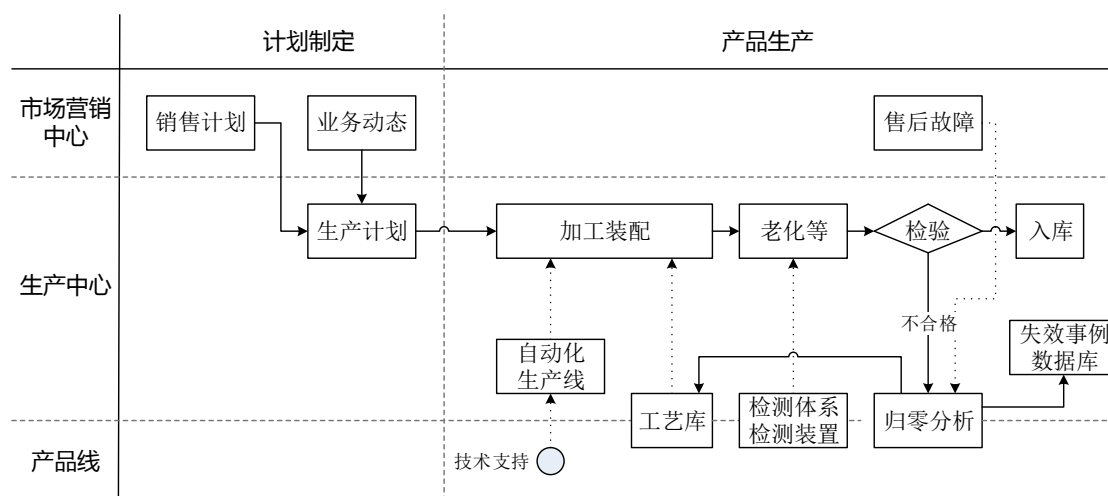 计划制定
产品生产
市场营销
中心
销售计划
业务动态
售后故障
生产计划
加工装配
老化等
检验
入库
生产中心
不合格
自动化
生产线
失效事例
数据库
工艺库
检测体系
检测装置
归零分析
产品线
技术支持